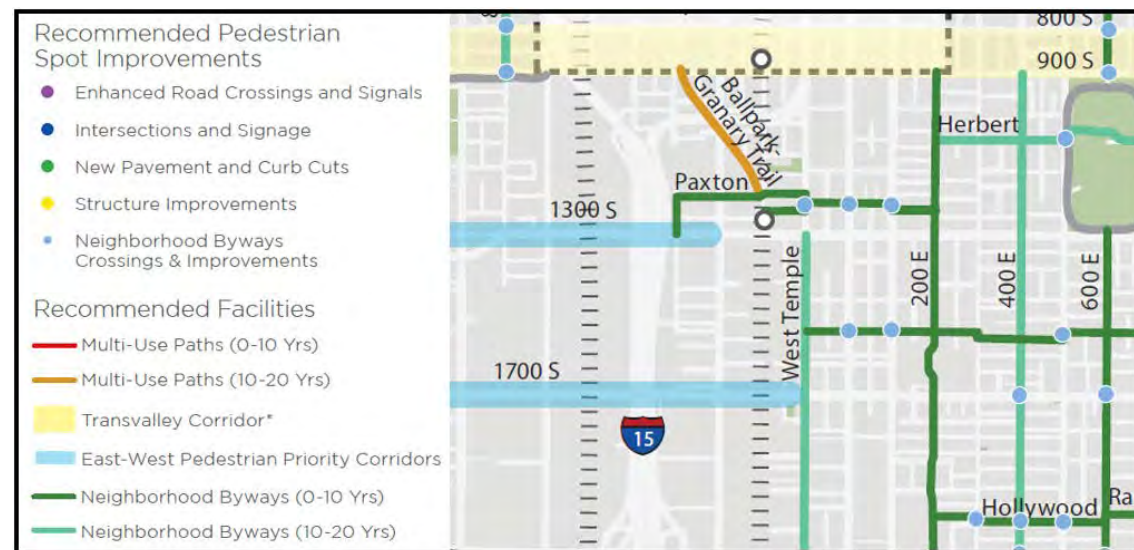 Recommended Pedestrian
Spot Improvements
Enhanced Road Crossings and Signals
Intersections and Signage
New Pavement and Curb Cuts
Structure Improvements
Neighborhood Byways
Crossings & Improvements
Recommended Facilities
Multi-Use Paths (0-10 Yrs)
Multi-Use Paths (10-20 Yrs)
Transvalley Corridor*
East-West Pedestrian Priority Corridors
Neighborhood Byways (0-10 Yrs)
Neighborhood Byways (10-20 Yrs)
800 S
900 S
Ballpark,
Granary Trail
Herbert
Paxton
1300 S
200 E
400 E
600 E
West Temple
1700 S
15
Hollywood
Ra